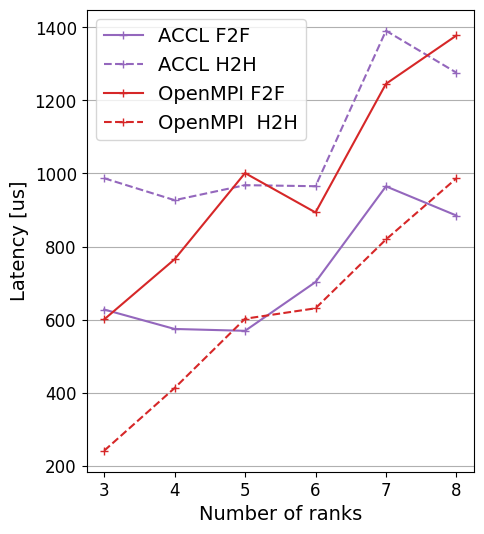 ACCL F2F
ACCL H2H
OpenMPI F2F
OpenMPI  H2H
1400
1200
1000
800
600
400
200
Latency [us]
3 4 5 6 7 8
Number of ranks